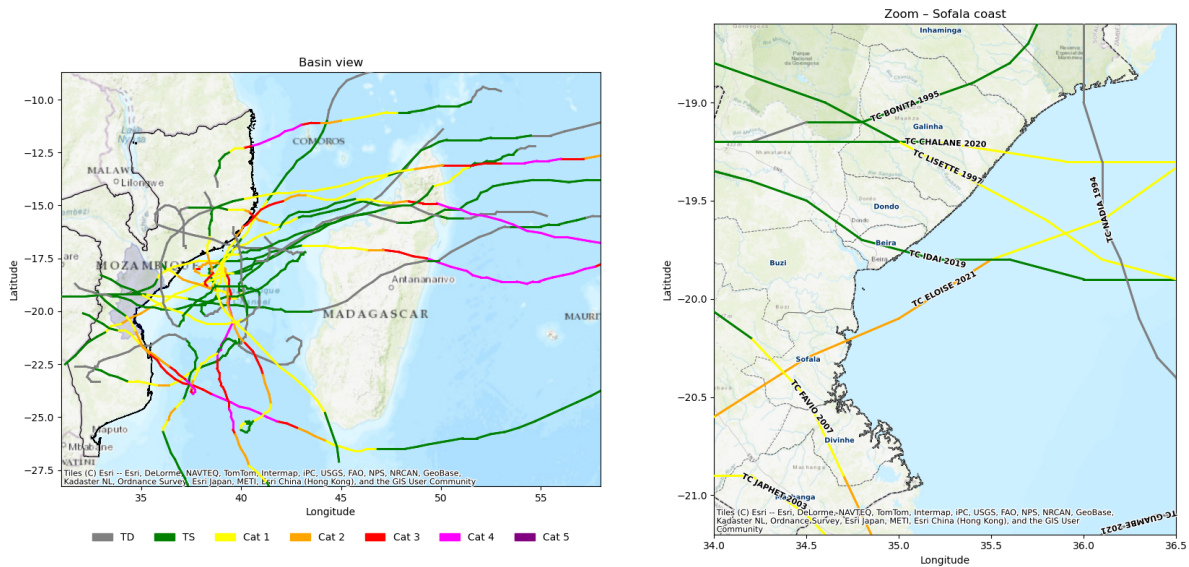 Basin view
−10.0
−12.5
−15.0
−17.5
−20.0
−22.5
−25.0
−27.5
Latitude
35
40
45
50
55
Longitude
COMOROS
MALAWI
Lilongwe
MOZAMBIQUE
Antananarivo
MADAGASCAR
MAURI
Maputo
Mbabane
Tiles (C) Esri -- Esri, DeLorme, NAVTEQ, TomTom, Intermap, iPC, USGS, FAO, NPS, NRCAN, GeoBase,
Kadaster NL, Ordnance Survey, Esri Japan, METI, Esri China (Hong Kong), and the GIS User Community
TD
TS
Cat 1
Cat 2
Cat 3
Cat 4
Cat 5
Zoom – Sofala coast
−19.0
−19.5
−20.0
−20.5
−21.0
Latitude
34.0
34.5
35.0
35.5
36.0
36.5
Longitude
Inhaminga
TC BONITA 1995
Galinha
TC CHALANE 2020
TC LISETTE 1997
TC NADIA 1994
Dondo
Dondo
Beira
Beira
TC IDAI 2019
Buzi
TC ELOISE 2021
Sofala
TC FAVIO 2007
Divinhe
TC JAPHET 2003
TC GUAMBE 2021
Tiles (C) Esri -- Esri, DeLorme, NAVTEQ, TomTom, Intermap, iPC, USGS, FAO, NPS, NRCAN, GeoBase,
Kadaster NL, Ordnance Survey, Esri Japan, METI, Esri China (Hong Kong), and the GIS User
Community